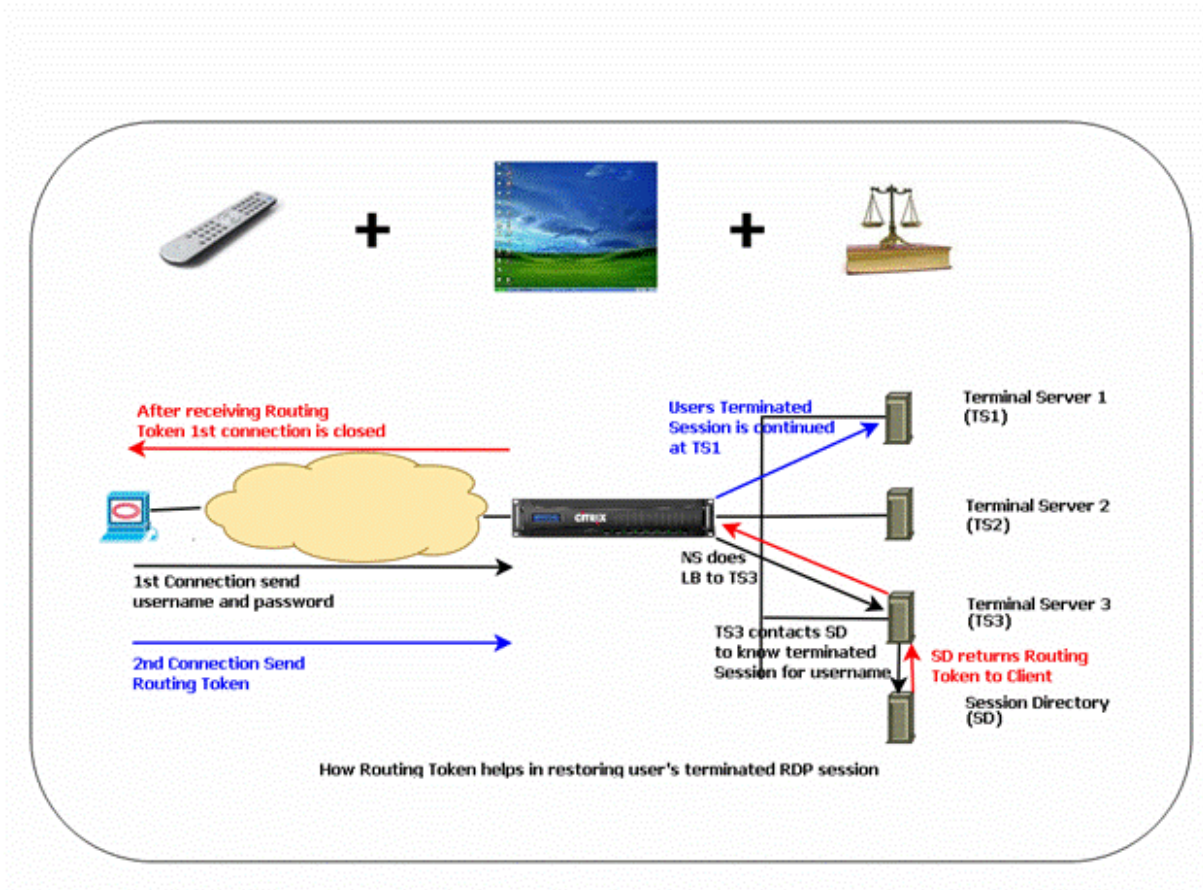 After receiving Routing
Token 1st connection is closed
Users Terminated
Session is continued
at TS1
Terminal Server 1
(TS1)
CITRIX
Terminal Server 2
(TS2)
NS does
LB to TS3
1st Connection send
username and password
Terminal Server 3
(TS3)
TS3 contacts SD
to know terminated
Session for username
2nd Connection Send
Routing Token
SD returns Routing
Token to Client
Session Directory
(SD)
How Routing Token helps in restoring user's terminated RDP session